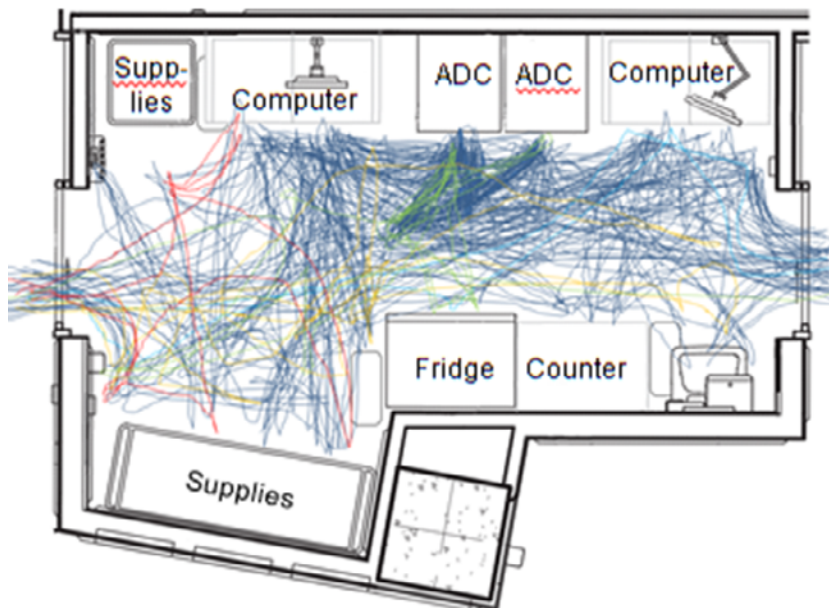 Supp-
lies
Computer
ADC
ADC
Computer
Fridge
Counter
Supplies